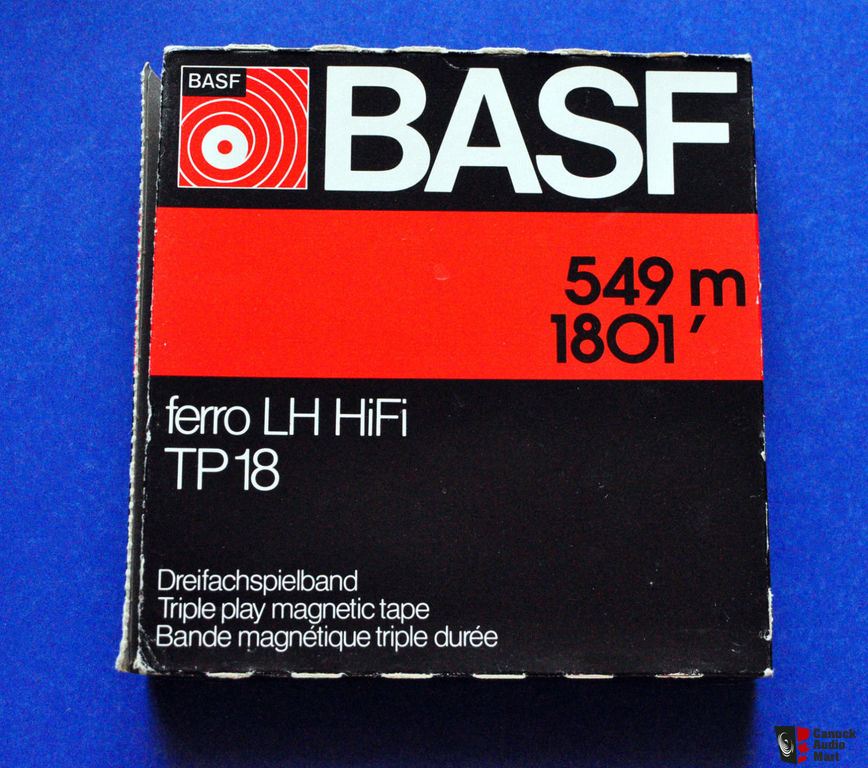 BASF
BASF
549 m
1801'
ferro LH HiFi
TP 18
Dreifachspielband
Triple play magnetic tape
Bande magnétique triple durée
Canuck
Audio
Mart